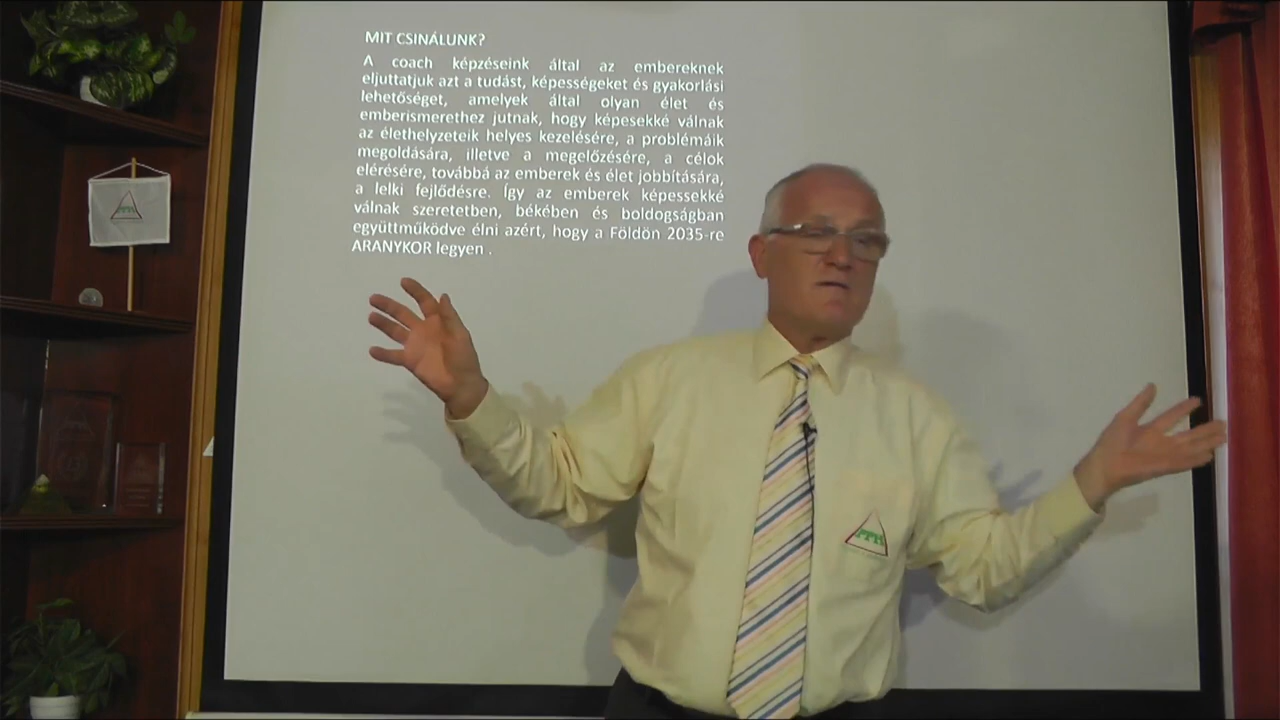 MIT CSINÁLUNK?
A coach képzéseink által az embereknek
eljuttatjuk azt a tudást, képességeket és gyakorlási
lehetőséget, amelyek által olyan élet és
emberismerethez jutnak, hogy képesekké válnak
az élethelyzeteik helyes kezelésére, a problémáik
megoldására, illetve a megelőzésére, a célok
elérésére, továbbá az emberek és élet jobbítására,
a lelki fejlődésre. Így az emberek képessekké
válnak szeretetben, békében és boldogságban
együttműködve élni azért, hogy a Földön 2035-re
ARANYKOR legyen .